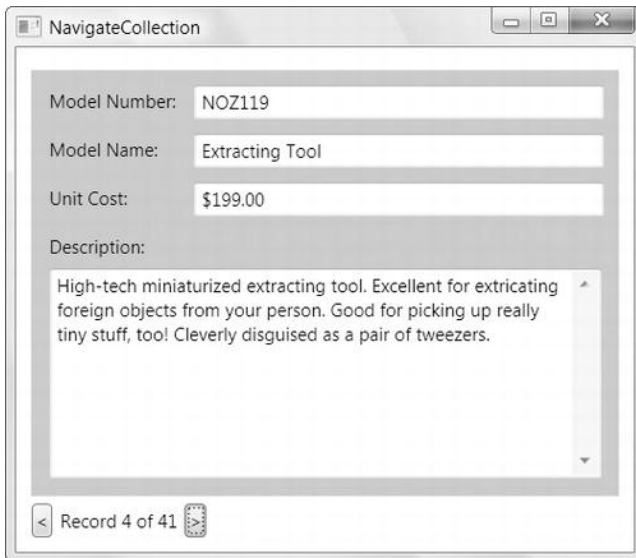 NavigateCollection
Model Number: NOZ119
Model Name: Extracting Tool
Unit Cost: $199.00
Description:
High-tech miniaturized extracting tool. Excellent for extricating
foreign objects from your person. Good for picking up really
tiny stuff, too! Cleverly disguised as a pair of tweezers.
< Record 4 of 41 >